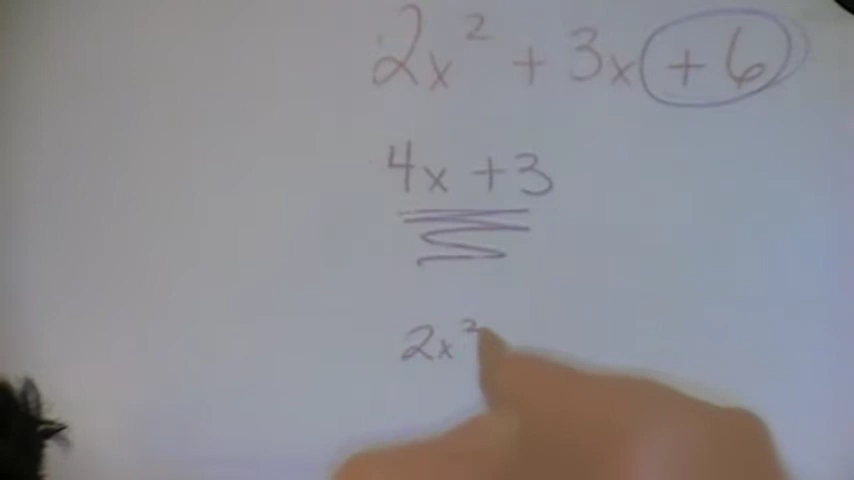 2x² + 3x + 6
4x + 3
2x²